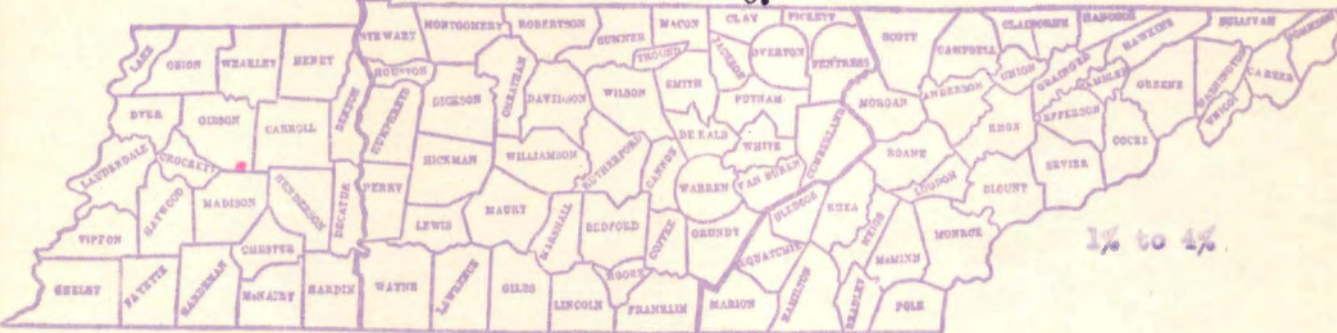 LAKE
OBION
WEAKLEY
HENRY
STEWART
MONTGOMERY
ROBERTSON
SUMNER
MACON
CLAY
PICKETT
SCOTT
CAMPBELL
CLAIBORNE
HANCOCK
HAWKINS
SULLIVAN
JOHNSON
TROUSD
JACKSON
OVERTON
FENTRESS
UNION
GRAINGER
HAMBLEN
GREENE
WASHINGTON
CARTER
UNICOI
DYER
GIBSON
CARROLL
BENTON
HOUSTON
HUMPHREYS
DICKSON
CHEATHAM
DAVIDSON
WILSON
SMITH
PUTNAM
MORGAN
ANDERSON
KNOX
JEFFERSON
COCKE
LAUDERDALE
CROCKETT
HICKMAN
WILLIAMSON
RUTHERFORD
CANNON
DE KALB
WHITE
CUMBERLAND
ROANE
LOUDON
BLOUNT
SEVIER
TIPTON
HAYWOOD
MADISON
HENDERSON
DECATUR
PERRY
LEWIS
MAURY
MARSHALL
BEDFORD
COFFEE
WARREN
VAN BUREN
GRUNDY
BLEDSOE
RHEA
MEIGS
MCMINN
MONROE
1% to 4%
SHELBY
FAYETTE
HARDEMAN
CHESTER
McNAIRY
HARDIN
WAYNE
LAWRENCE
GILES
LINCOLN
MOORE
FRANKLIN
MARION
SEQUATCHIE
HAMILTON
BRADLEY
POLK